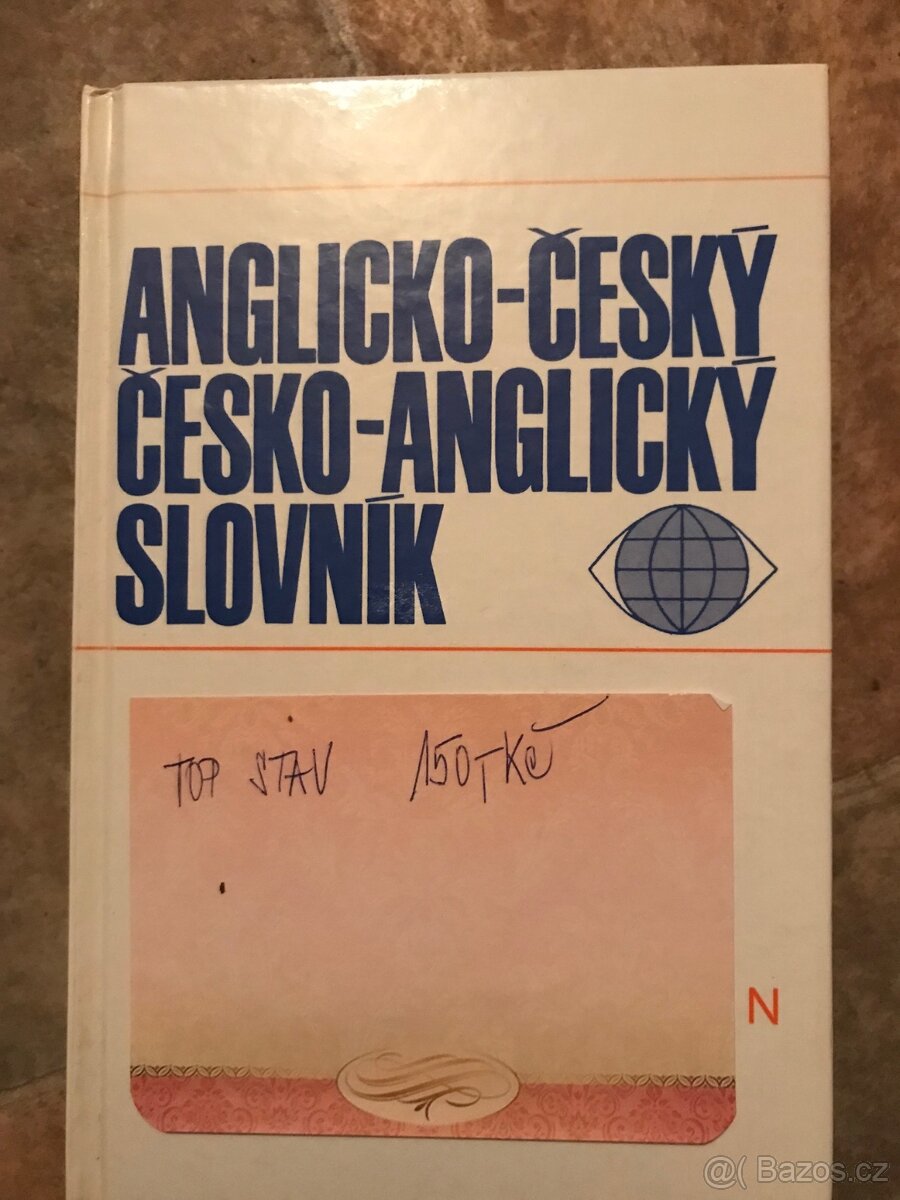 ANGLICKO-ČESKÝ
ČESKO-ANGLICKÝ
SLOVNÍK
TOP STAV 150,- Kč
N
@( Bazos.cz